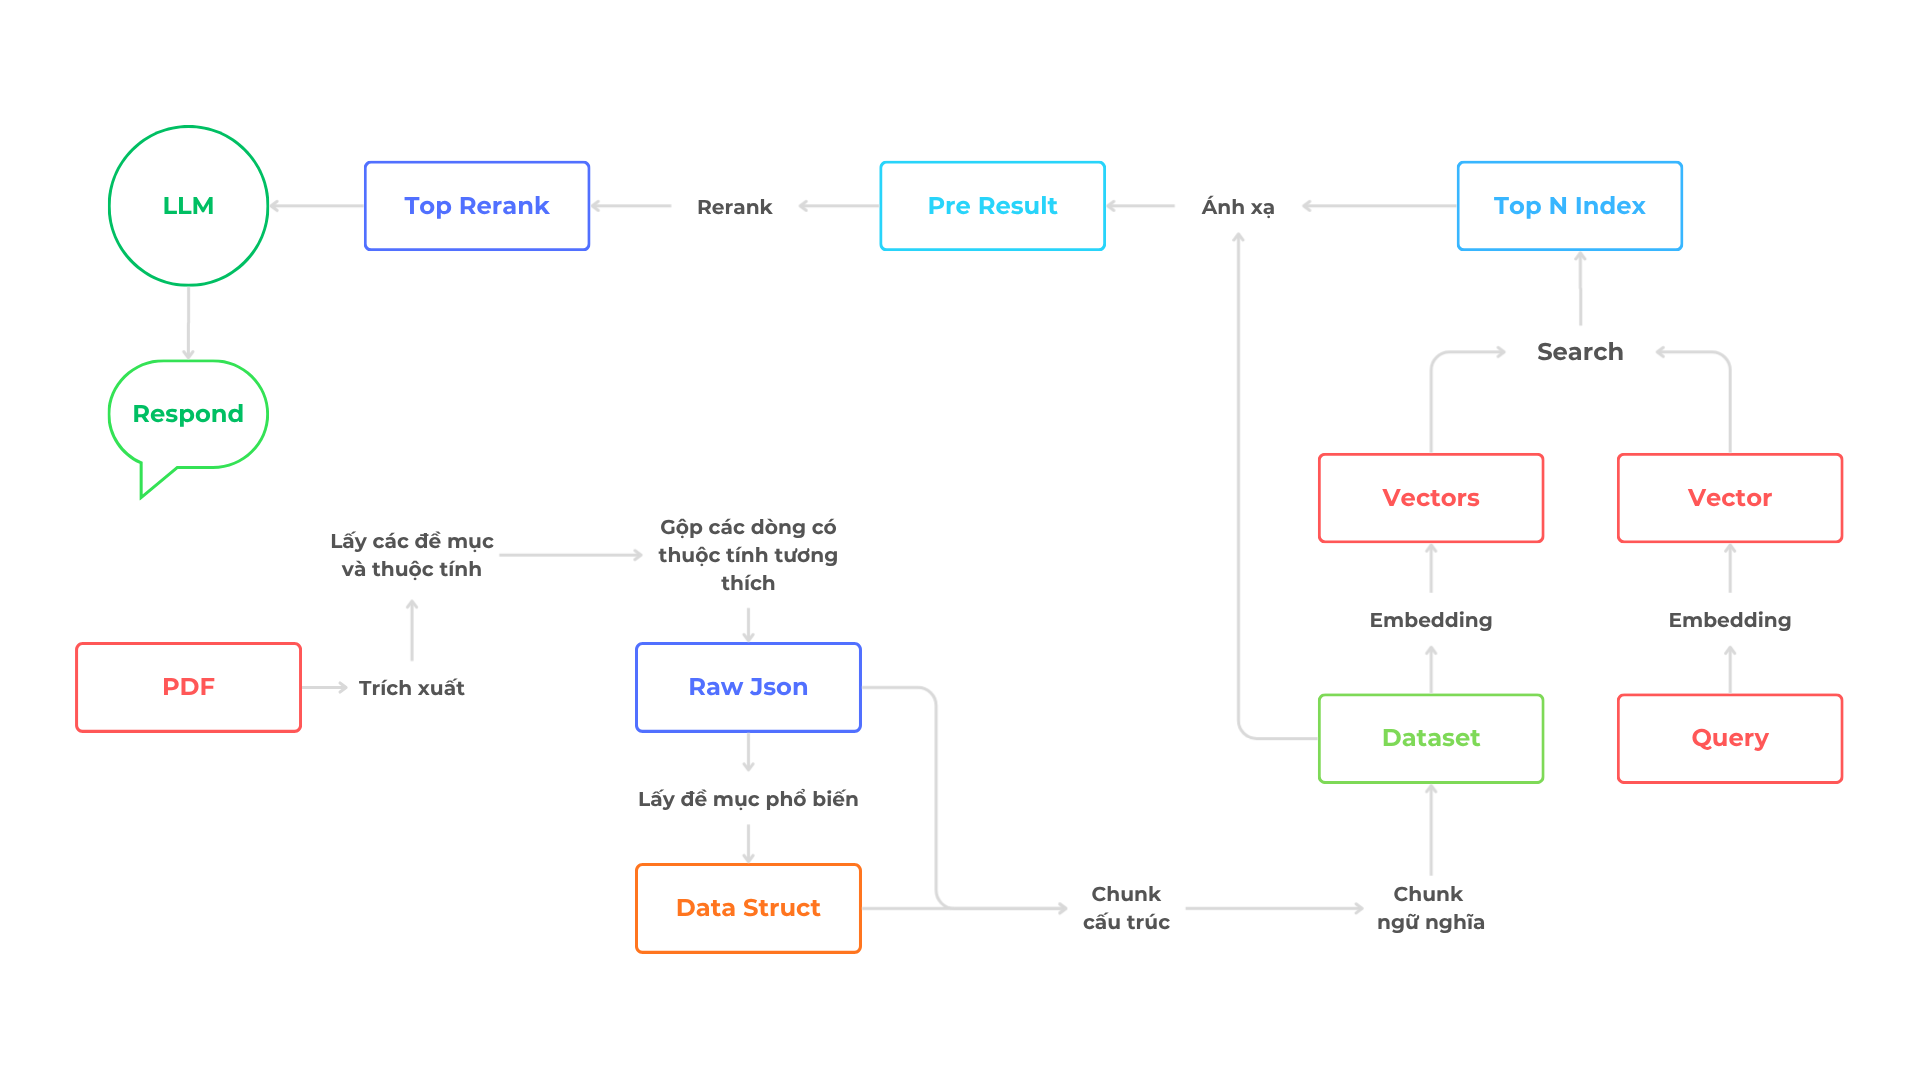 LLM
Top Rerank
Rerank
Pre Result
Ánh xạ
Top N Index
Search
Respond
Vectors
Vector
Lấy các đề mục
và thuộc tính
Gộp các dòng có
thuộc tính tương
thích
Embedding
Embedding
PDF
Trích xuất
Raw Json
Dataset
Query
Lấy đề mục phổ biến
Data Struct
Chunk
cấu trúc
Chunk
ngữ nghĩa